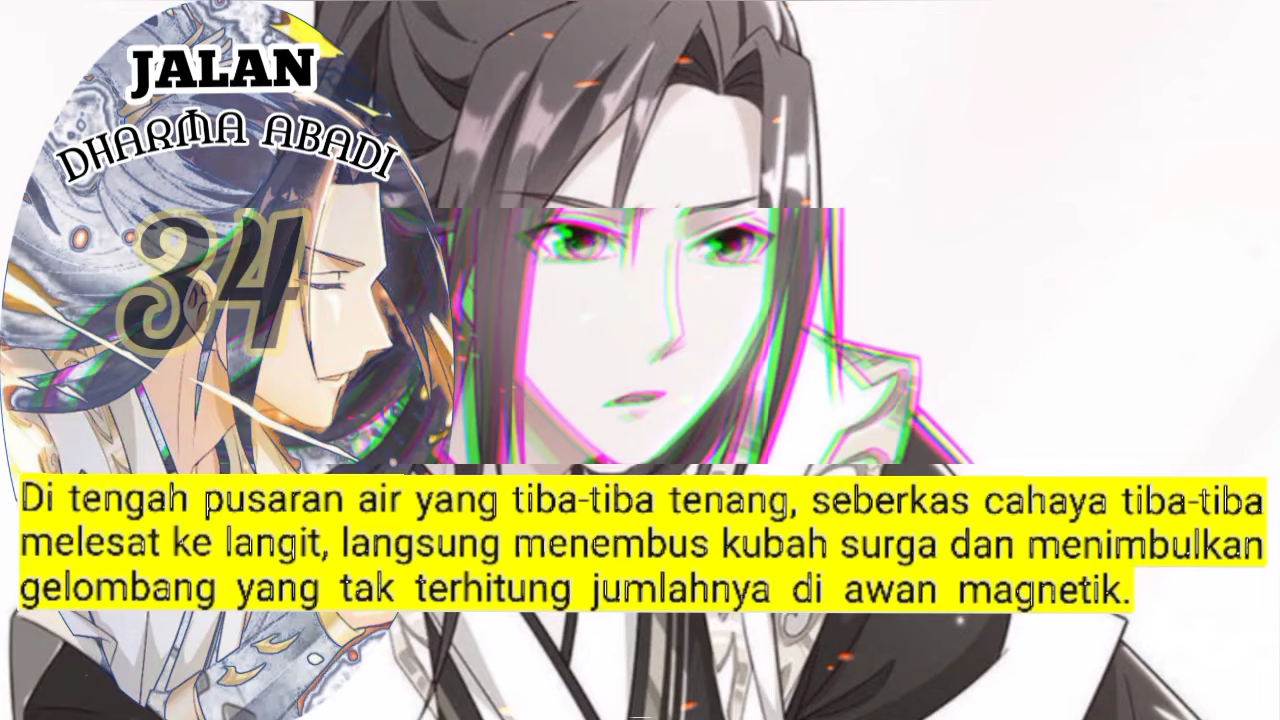 JALAN
DHARMA ABADI
34
Di tengah pusaran air yang tiba-tiba tenang, seberkas cahaya tiba-tiba
melesat ke langit, langsung menembus kubah surga dan menimbulkan
gelombang yang tak terhitung jumlahnya di awan magnetik.